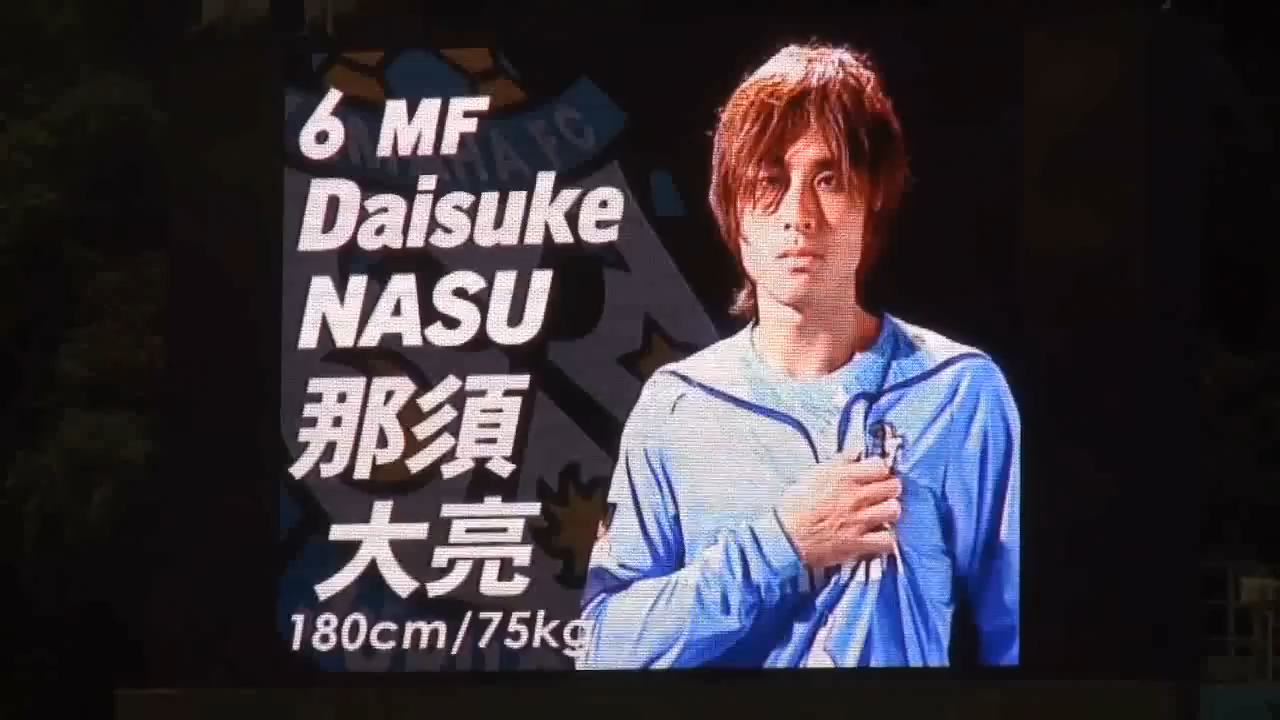 6 MF
Daisuke
NASU
那須
大亮
180cm/75kg